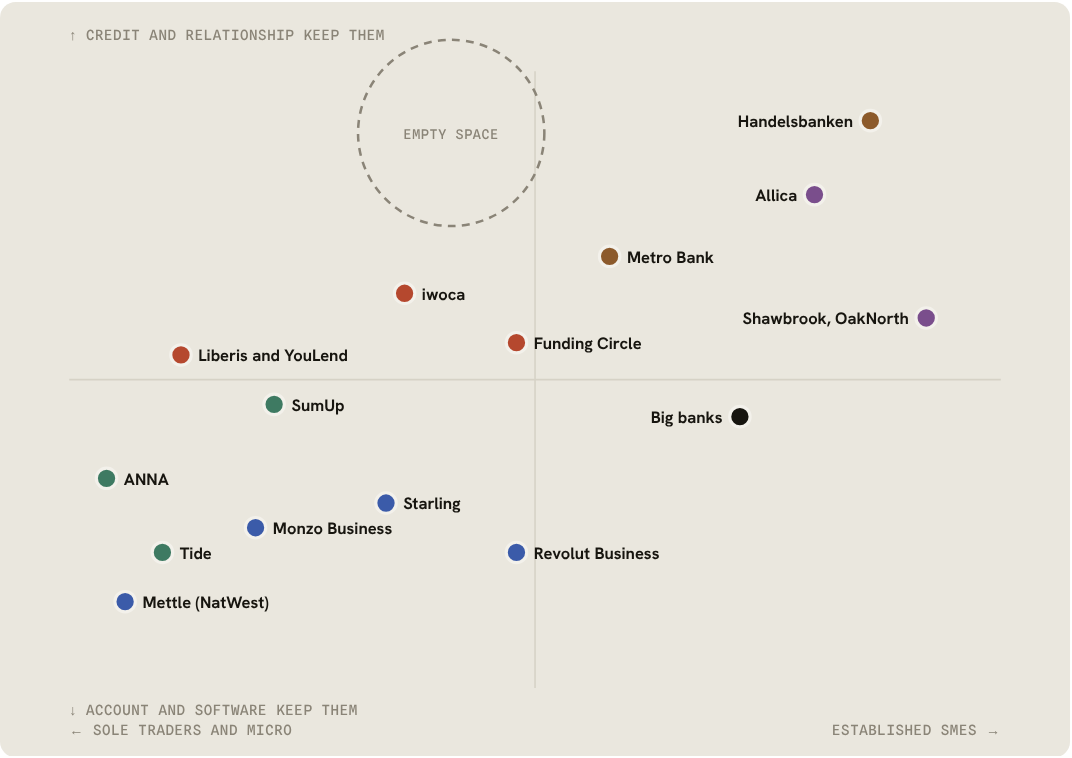 ↑ CREDIT AND RELATIONSHIP KEEP THEM
Handelsbanken
EMPTY SPACE
Allica
Metro Bank
iwoca
Shawbrook, OakNorth
Funding Circle
Liberis and YouLend
SumUp
Big banks
ANNA
Starling
Monzo Business
Tide
Revolut Business
Mettle (NatWest)
↓ ACCOUNT AND SOFTWARE KEEP THEM
← SOLE TRADERS AND MICRO
ESTABLISHED SMES →